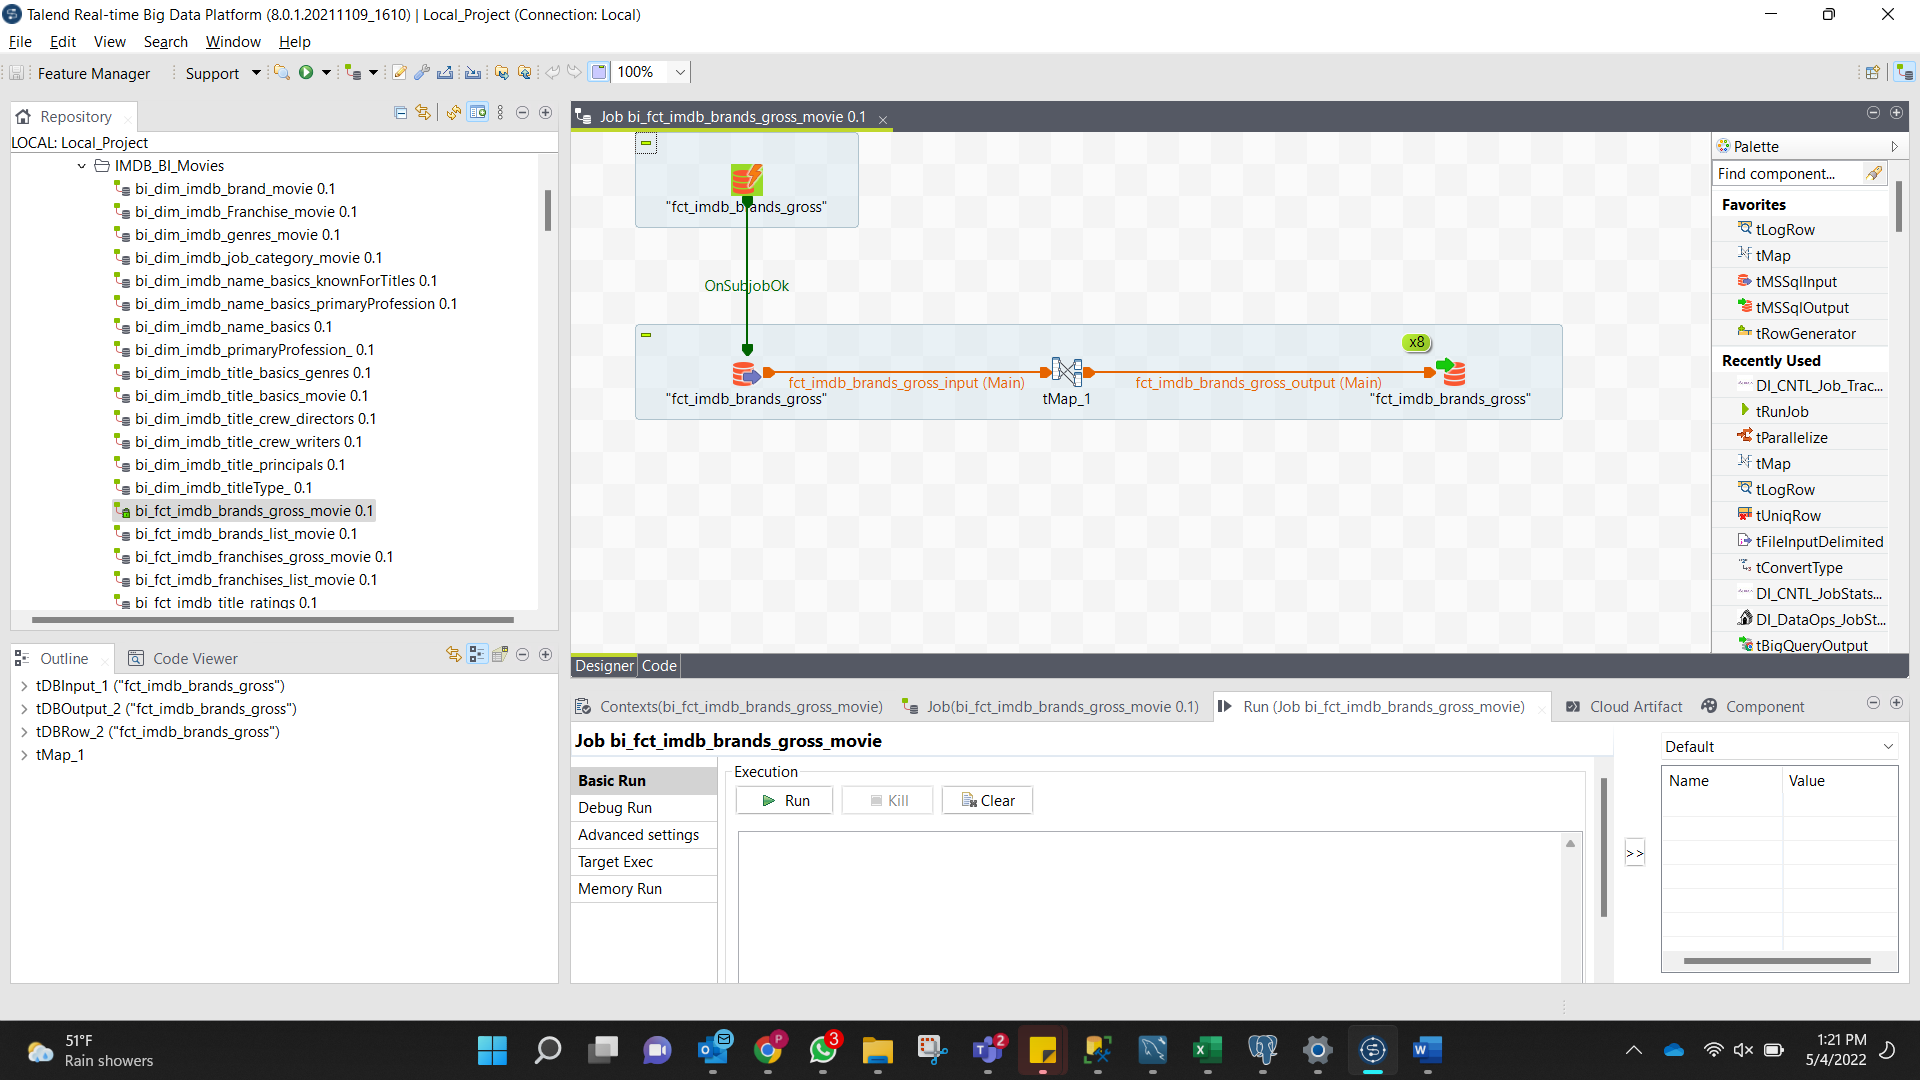 Talend Real-time Big Data Platform (8.0.1.20211109_1610) | Local_Project (Connection: Local)
File Edit View Search Window Help
Feature Manager Support 100%
Repository
LOCAL: Local_Project
IMDB_BI_Movies
bi_dim_imdb_brand_movie 0.1
bi_dim_imdb_Franchise_movie 0.1
bi_dim_imdb_genres_movie 0.1
bi_dim_imdb_job_category_movie 0.1
bi_dim_imdb_name_basics_knownForTitles 0.1
bi_dim_imdb_name_basics_primaryProfession 0.1
bi_dim_imdb_name_basics 0.1
bi_dim_imdb_primaryProfession_ 0.1
bi_dim_imdb_title_basics_genres 0.1
bi_dim_imdb_title_basics_movie 0.1
bi_dim_imdb_title_crew_directors 0.1
bi_dim_imdb_title_crew_writers 0.1
bi_dim_imdb_title_principals 0.1
bi_dim_imdb_titleType_ 0.1
bi_fct_imdb_brands_gross_movie 0.1
bi_fct_imdb_brands_list_movie 0.1
bi_fct_imdb_franchises_gross_movie 0.1
bi_fct_imdb_franchises_list_movie 0.1
bi_fct_imdb_title_ratings 0.1
Outline Code Viewer
tDBInput_1 ("fct_imdb_brands_gross")
tDBOutput_2 ("fct_imdb_brands_gross")
tDBRow_2 ("fct_imdb_brands_gross")
tMap_1
Job bi_fct_imdb_brands_gross_movie 0.1
"fct_imdb_brands_gross"
OnSubjobOk
x8
fct_imdb_brands_gross_input (Main) fct_imdb_brands_gross_output (Main)
"fct_imdb_brands_gross" tMap_1 "fct_imdb_brands_gross"
Designer Code
Palette
Find component...
Favorites
tLogRow
tMap
tMSSqlInput
tMSSqlOutput
tRowGenerator
Recently Used
DI_CNTL_Job_Trac...
tRunJob
tParallelize
tMap
tLogRow
tUniqRow
tFileInputDelimited
tConvertType
DI_CNTL_JobStats...
DI_DataOps_JobSt...
tBigQueryOutput
Contexts(bi_fct_imdb_brands_gross_movie) Job(bi_fct_imdb_brands_gross_movie 0.1) Run (Job bi_fct_imdb_brands_gross_movie) Cloud Artifact Component
Job bi_fct_imdb_brands_gross_movie
Basic Run
Debug Run
Advanced settings
Target Exec
Memory Run
Execution
Run Kill Clear
>>
Default
Name Value
51°F
Rain showers
P
3
2
1:21 PM
5/4/2022